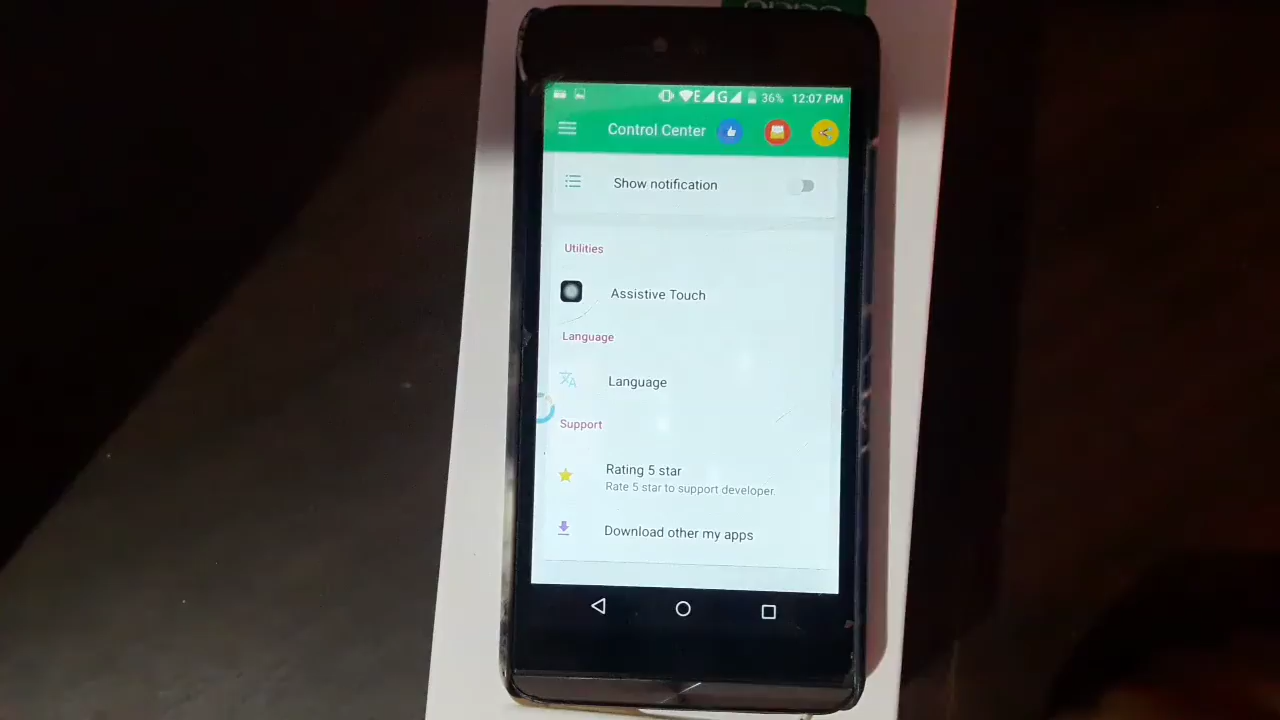 oppo
E G 36% 12:07 PM
Control Center
Show notification
Utilities
Assistive Touch
Language
Language
Support
Rating 5 star
Rate 5 star to support developer.
Download other my apps